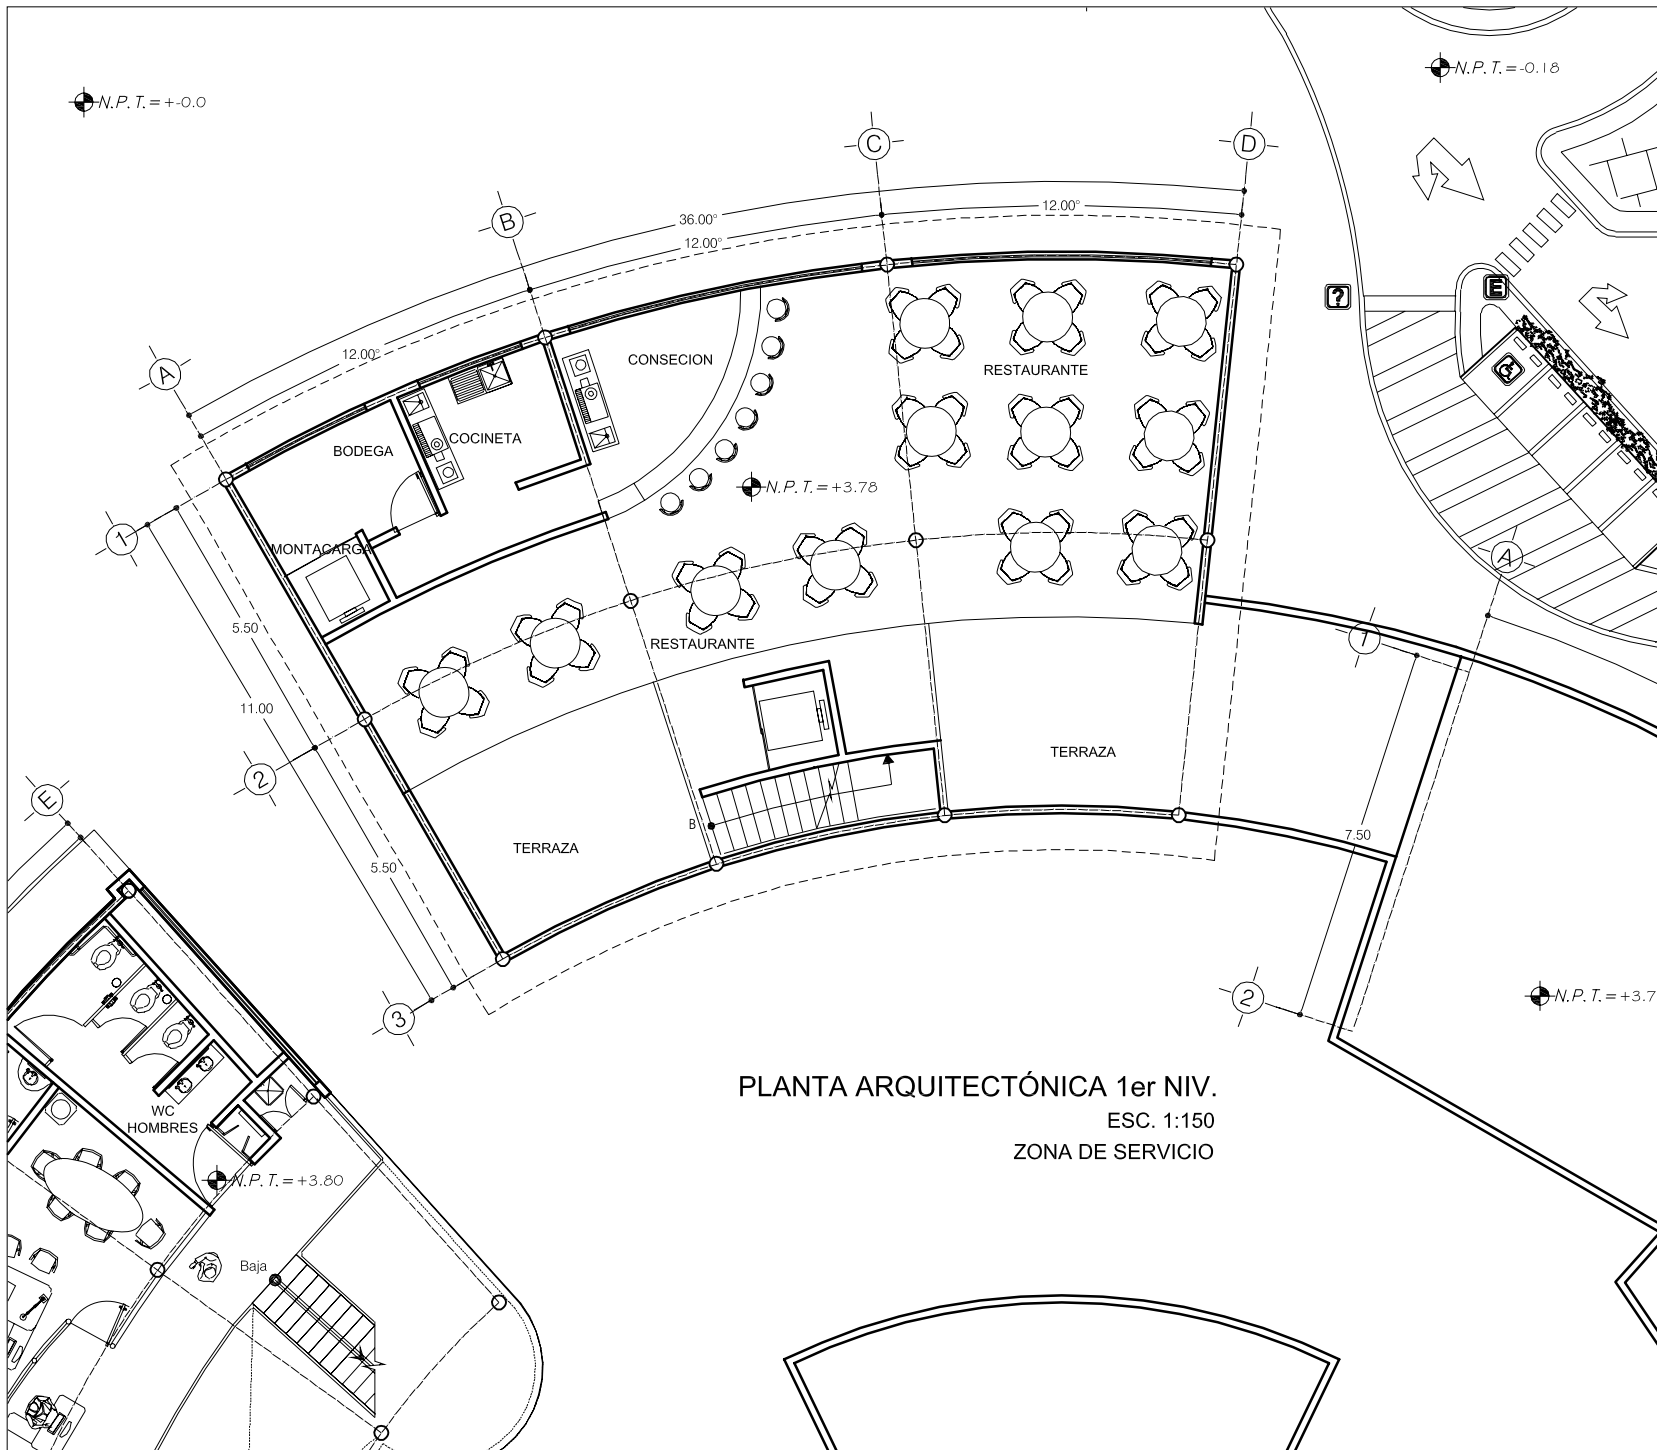 N.P.T.=+-0.0
N.P.T.=-0.18
C
D
B
36.00°
12.00°
12.00°
12.00°
A
?
E
CONSECION
RESTAURANTE
BODEGA
COCINETA
N.P.T.=+3.78
1
MONTACARGA
A
5.50
RESTAURANTE
1
11.00
TERRAZA
2
E
B
7.50
TERRAZA
5.50
2
3
N.P.T.=+3.7
PLANTA ARQUITECTÓNICA 1er NIV.
ESC. 1:150
ZONA DE SERVICIO
WC
HOMBRES
N.P.T.=+3.80
Baja